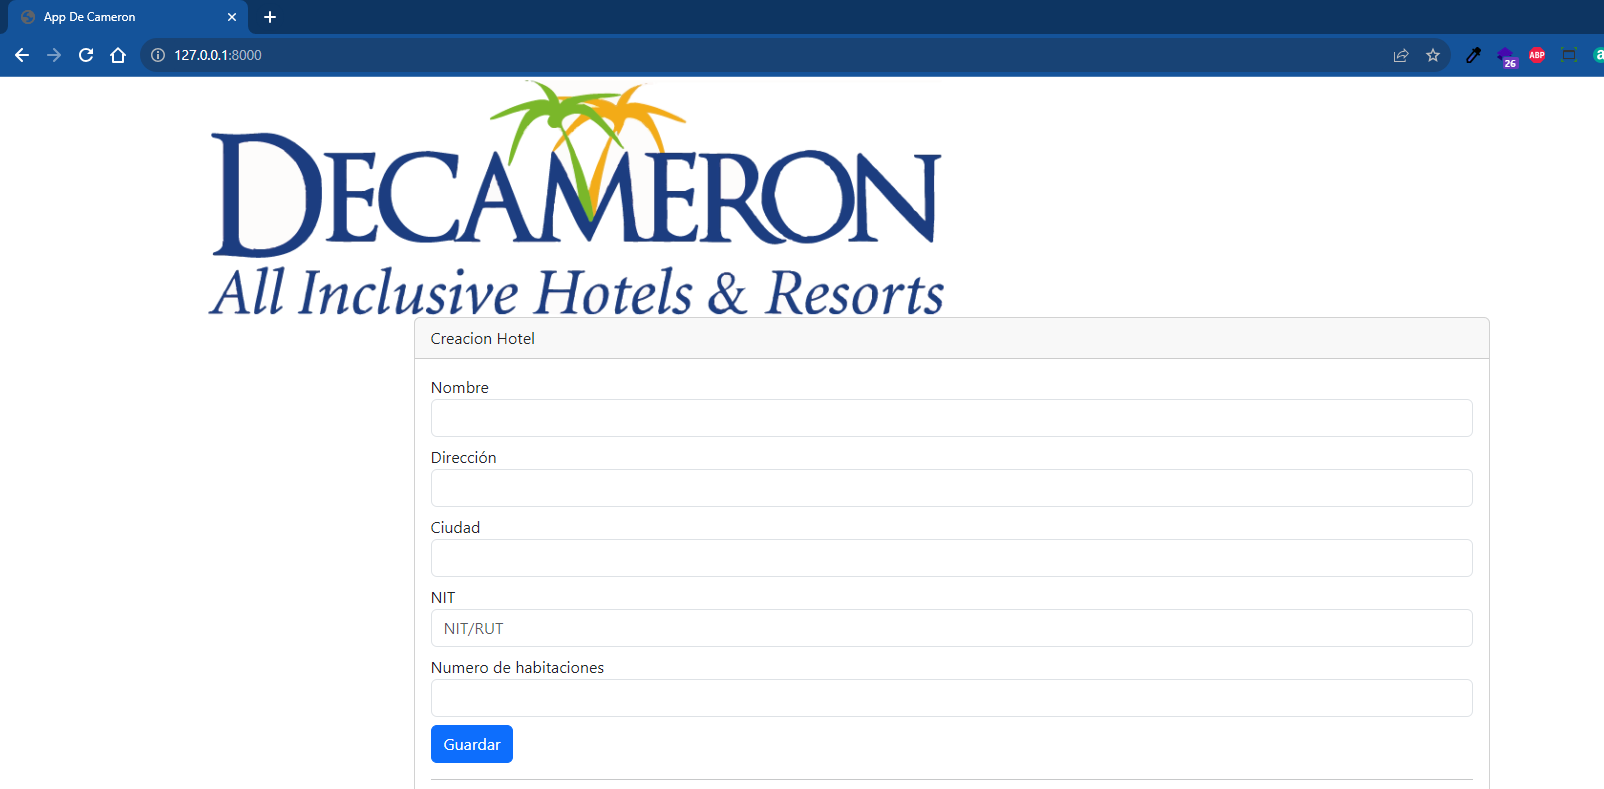 App De Cameron
127.0.0.1:8000
26
ABP
a
DECAMERON
All Inclusive Hotels & Resorts
Creacion Hotel
Nombre
Dirección
Ciudad
NIT
NIT/RUT
Numero de habitaciones
Guardar